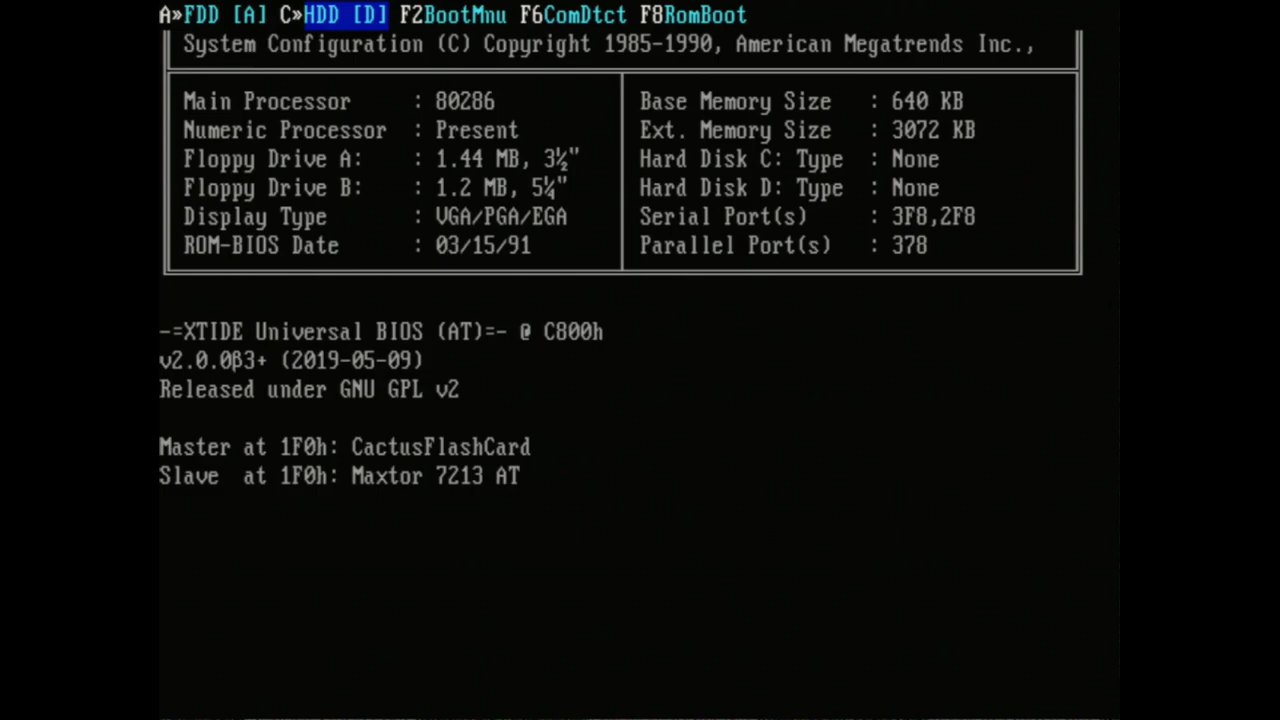 A»FDD [A] C»HDD [D] F2BootMnu F6ComDtct F8RomBoot
System Configuration (C) Copyright 1985-1990, American Megatrends Inc.,
Main Processor : 80286
Base Memory Size : 640 KB
Numeric Processor : Present
Ext. Memory Size : 3072 KB
Floppy Drive A: : 1.44 MB, 3½"
Hard Disk C: Type : None
Floppy Drive B: : 1.2 MB, 5¼"
Hard Disk D: Type : None
Display Type : VGA/PGA/EGA
Serial Port(s) : 3F8,2F8
ROM-BIOS Date : 03/15/91
Parallel Port(s) : 378
-=XTIDE Universal BIOS (AT)=- @ C800h
v2.0.0β3+ (2019-05-09)
Released under GNU GPL v2
Master at 1F0h: CactusFlashCard
Slave at 1F0h: Maxtor 7213 AT